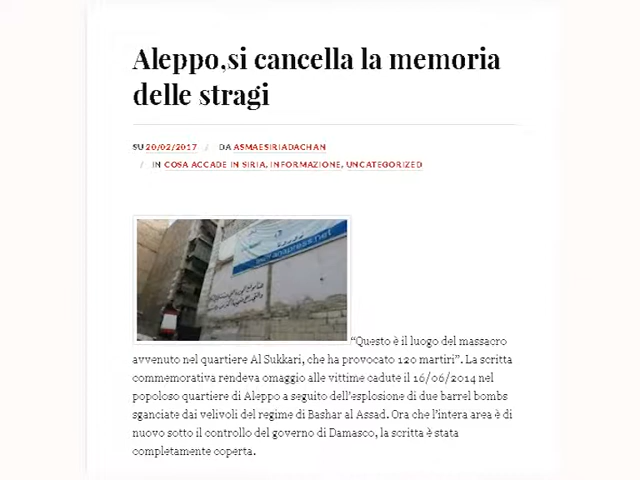 Aleppo,si cancella la memoria
delle stragi
SU 20/02/2017 / DA ASMAESIRIADACHAN
/ IN COSA ACCADE IN SIRIA, INFORMAZIONE, UNCATEGORIZED
“Questo è il luogo del massacro
avvenuto nel quartiere Al Sukkari, che ha provocato 120 martiri”. La scritta
commemorativa rendeva omaggio alle vittime cadute il 16/06/2014 nel
popoloso quartiere di Aleppo a seguito dell’esplosione di due barrel bombs
sganciate dai velivoli del regime di Bashar al Assad. Ora che l’intera area è di
nuovo sotto il controllo del governo di Damasco, la scritta è stata
completamente coperta.